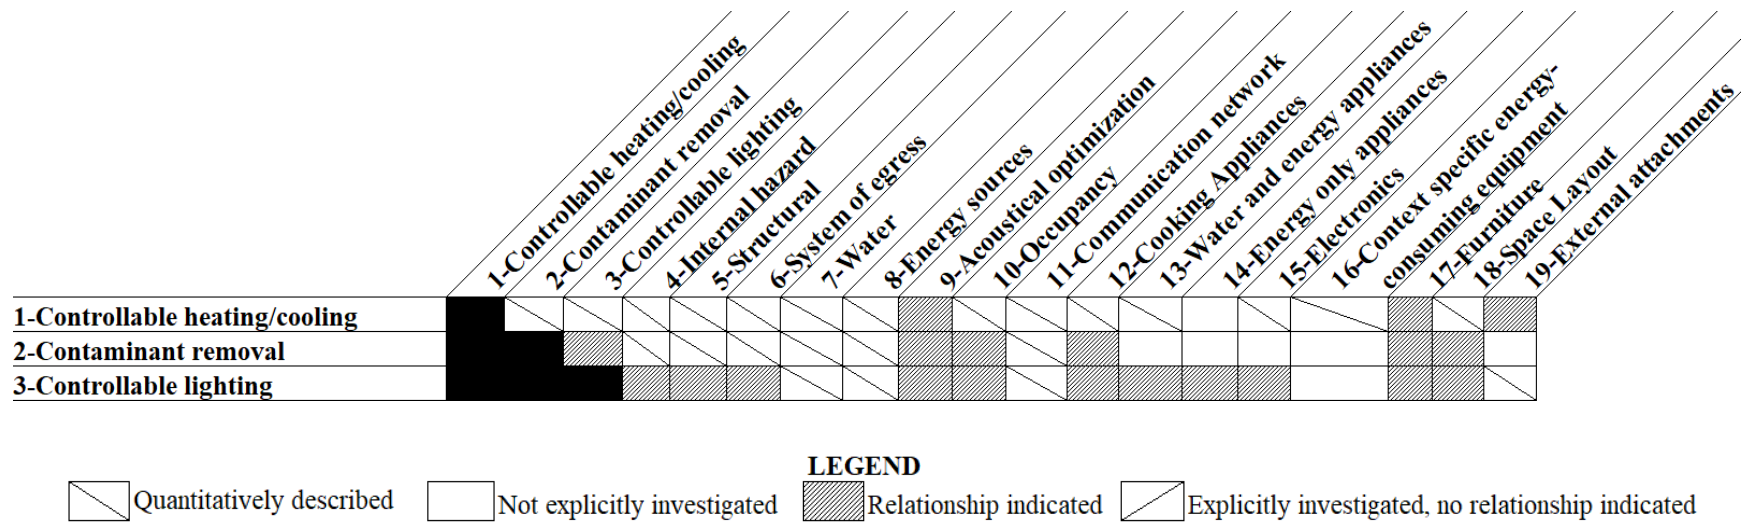 1-Controllable heating/cooling
2-Contaminant removal
3-Controllable lighting
4-Internal hazard
5-Structural
6-System of egress
7-Water
8-Energy sources
9-Acoustical optimization
10-Occupancy
11-Communication network
12-Cooking Appliances
13-Water and energy appliances
14-Energy only appliances
15-Electronics
16-Context specific energy-
consuming equipment
17-Furniture
18-Space Layout
19-External attachments
1-Controllable heating/cooling
2-Contaminant removal
3-Controllable lighting
LEGEND
Quantitatively described
Not explicitly investigated
Relationship indicated
Explicitly investigated, no relationship indicated